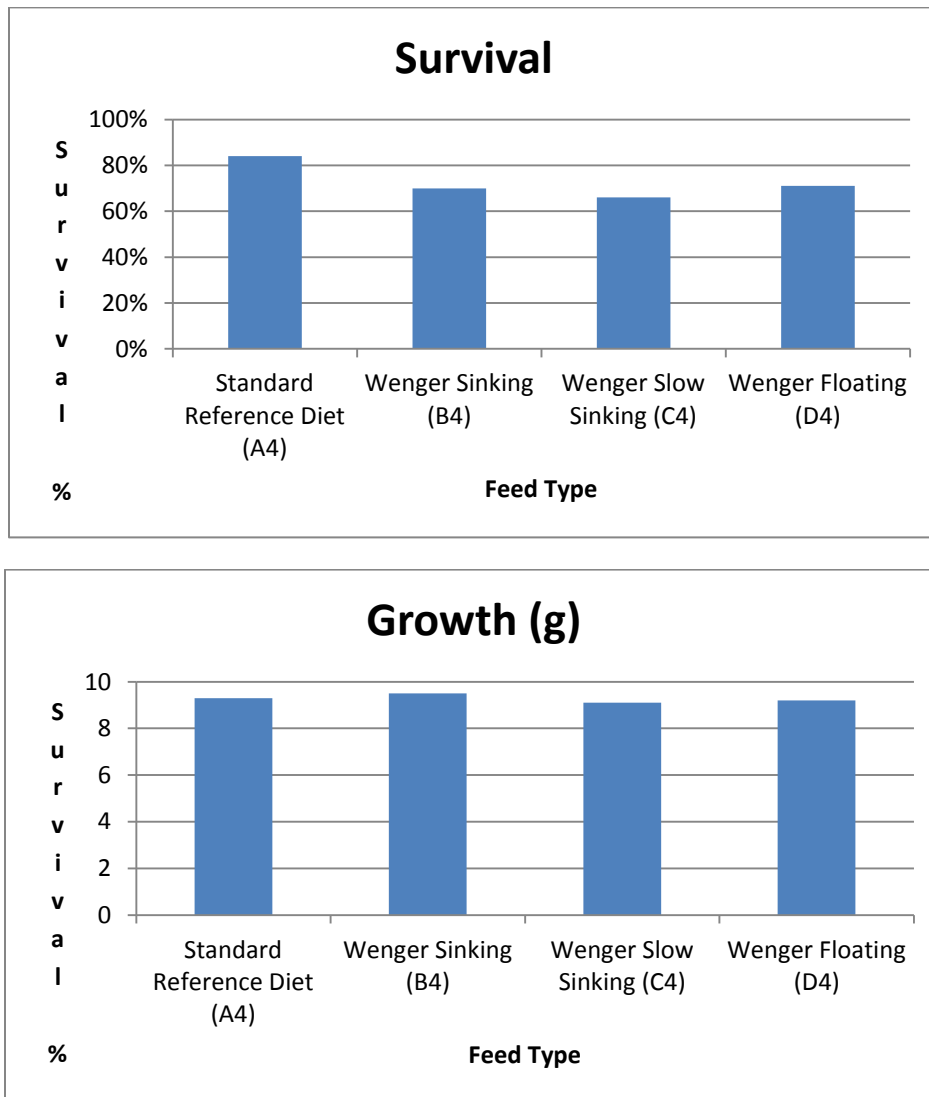 Survival
S
u
r
v
i
v
a
l
%
100%
80%
60%
40%
20%
0%
Standard
Reference Diet
(A4)
Wenger Sinking
(B4)
Wenger Slow
Sinking (C4)
Wenger Floating
(D4)
Feed Type
Growth (g)
S
u
r
v
i
v
a
l
%
10
8
6
4
2
0
Standard
Reference Diet
(A4)
Wenger Sinking
(B4)
Wenger Slow
Sinking (C4)
Wenger Floating
(D4)
Feed Type